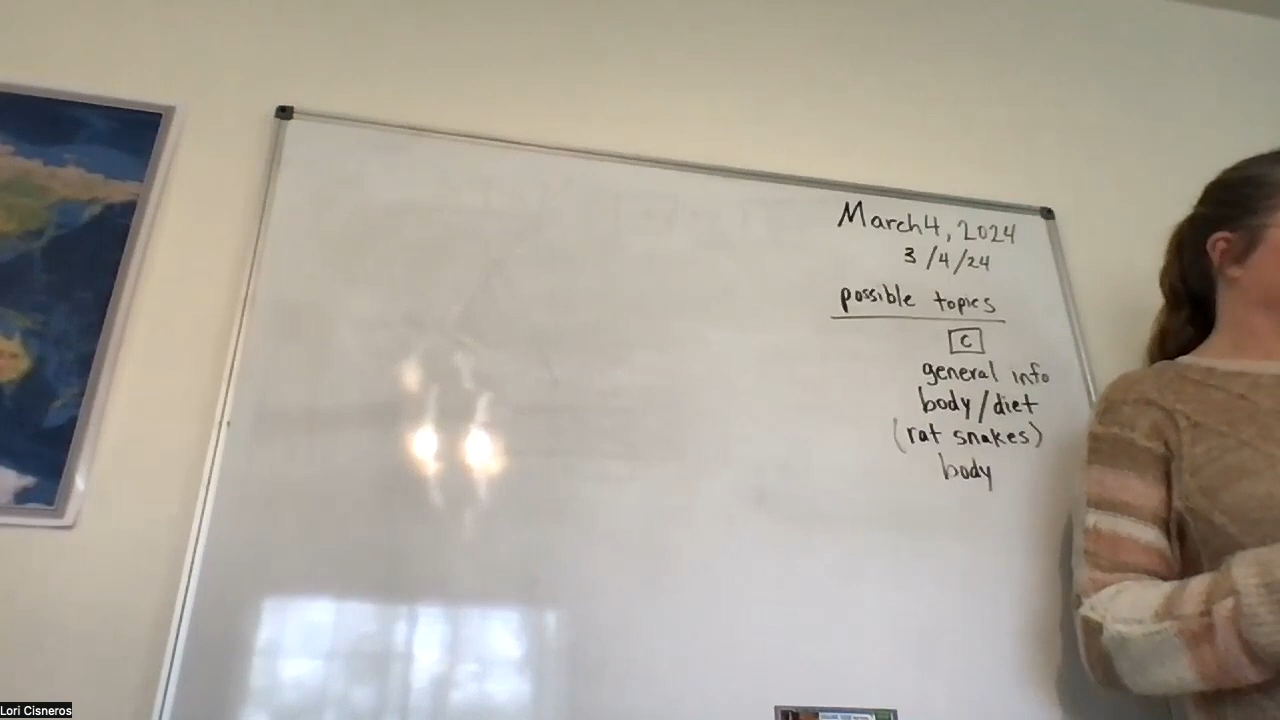 March 4, 2024
3/4/24
possible topics
C
general info
body/diet
(rat snakes)
body
Lori Cisneros